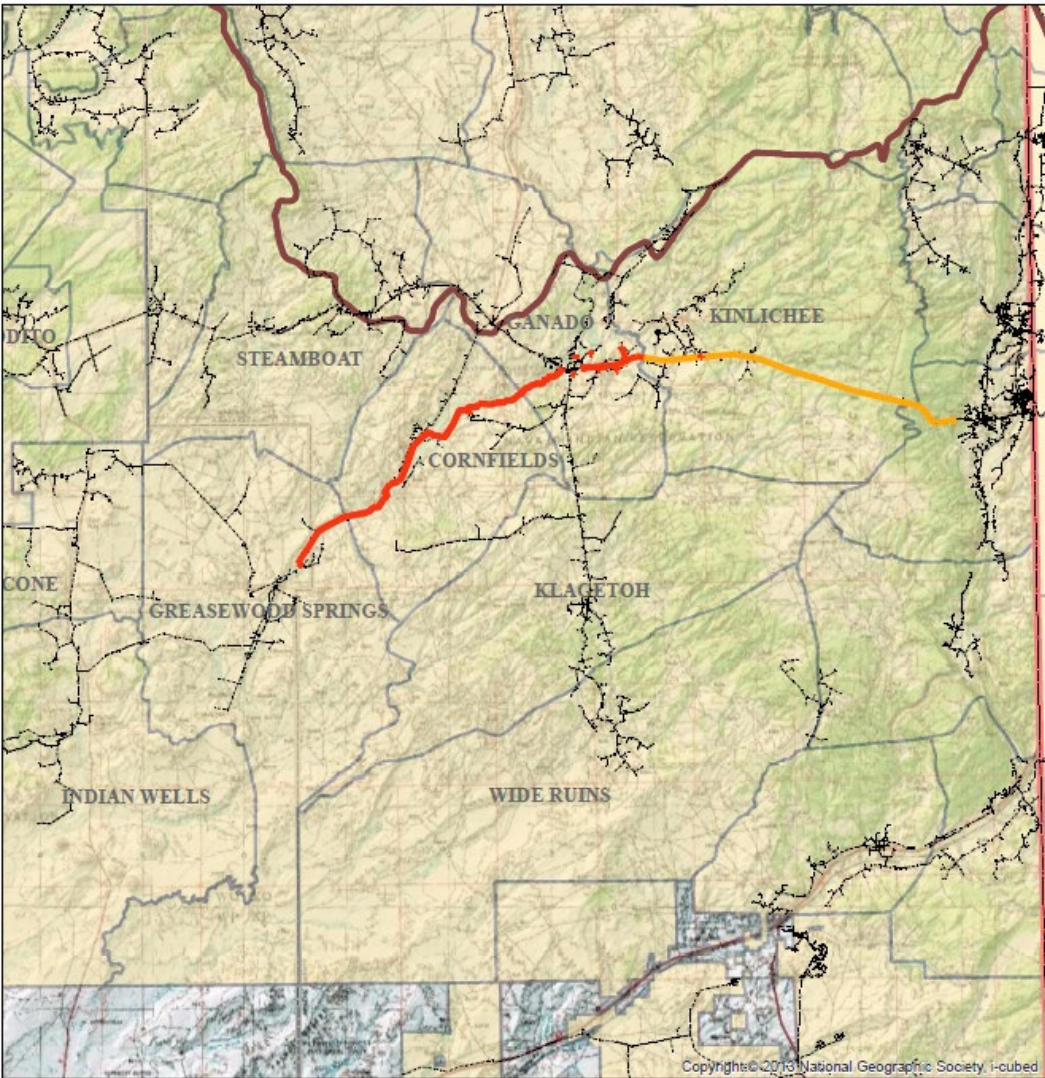 GANADO
KINLICHEE
ODITO
STEAMBOAT
CORNFIELDS
CONE
GREASEWOOD SPRINGS
KLAGETOH
INDIAN WELLS
WIDE RUINS
Copyright:© 2013 National Geographic Society, i-cubed